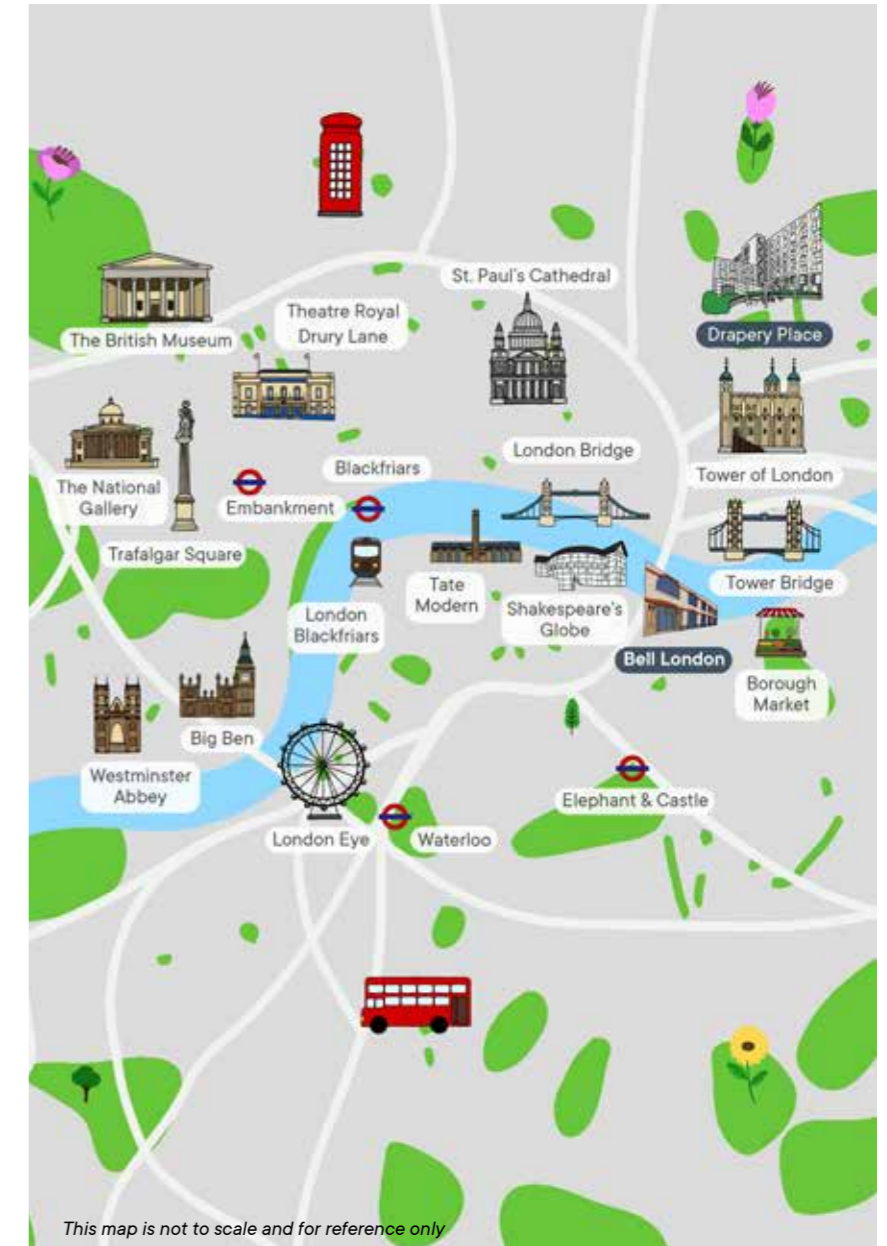 St. Paul's Cathedral
Theatre Royal
Drury Lane
The British Museum
Drapery Place
London Bridge
Blackfriars
Tower of London
The National
Gallery
Embankment
Trafalgar Square
Tate
Modern
Tower Bridge
London
Blackfriars
Shakespeare's
Globe
Bell London
Borough
Market
Big Ben
Westminster
Abbey
Elephant & Castle
London Eye
Waterloo
This map is not to scale and for reference only